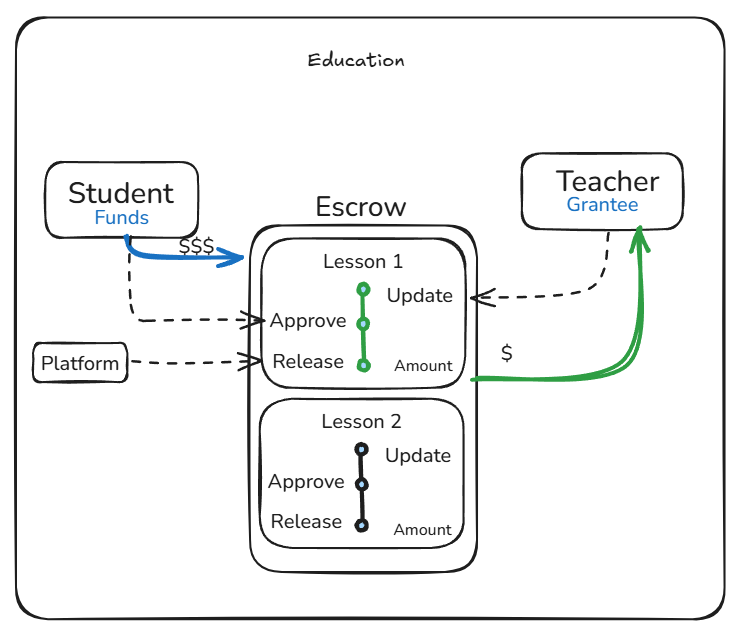 Education
Student
Funds
Teacher
Grantee
$$$
Escrow
Lesson 1
Update
Approve
Release
Amount
Platform
$
Lesson 2
Update
Approve
Release
Amount